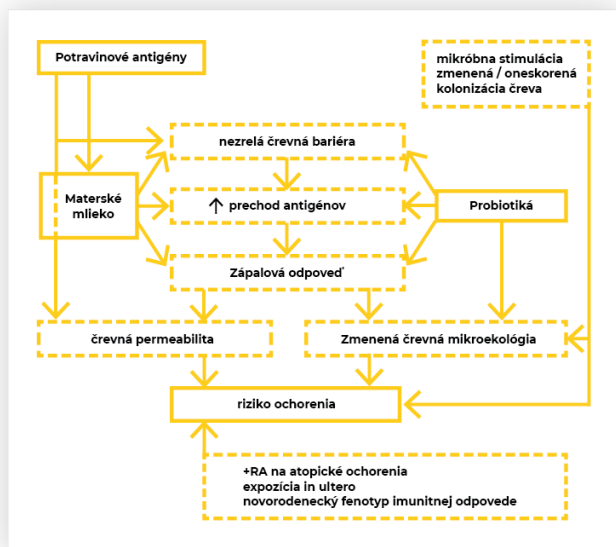 Potravinové antigény
mikróbna stimulácia
zmenená / oneskorená
kolonizácia čreva
nezrelá črevná bariéra
Materské
mlieko
↑ prechod antigénov
Probiotiká
Zápalová odpoveď
črevná permeabilita
Zmenená črevná mikroekológia
riziko ochorenia
+RA na atopické ochorenia
expozícia in ultero
novorodenecký fenotyp imunitnej odpovede